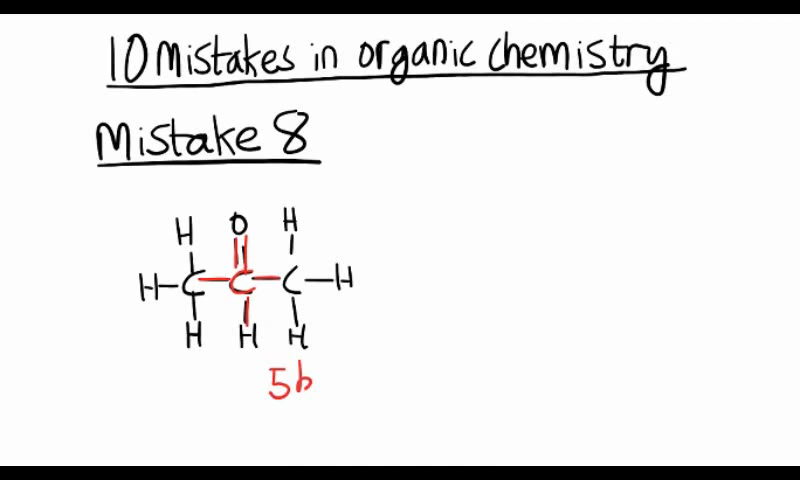 10 Mistakes in organic chemistry
Mistake 8
H O H
H-C-C-C-H
H H H
5b